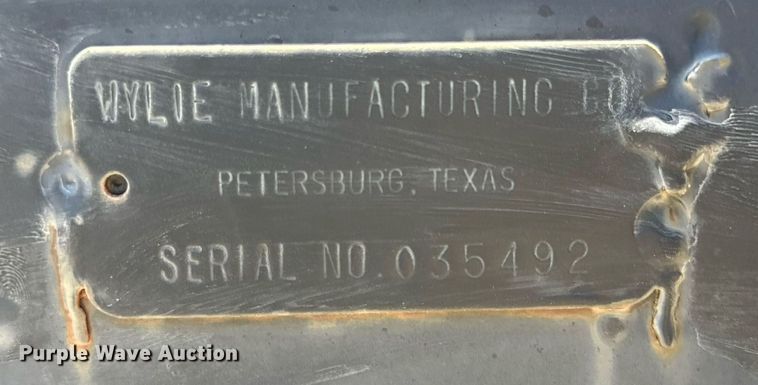 WYLIE MANUFACTURING CO
PETERSBURG, TEXAS
SERIAL NO. 035492
Purple Wave Auction